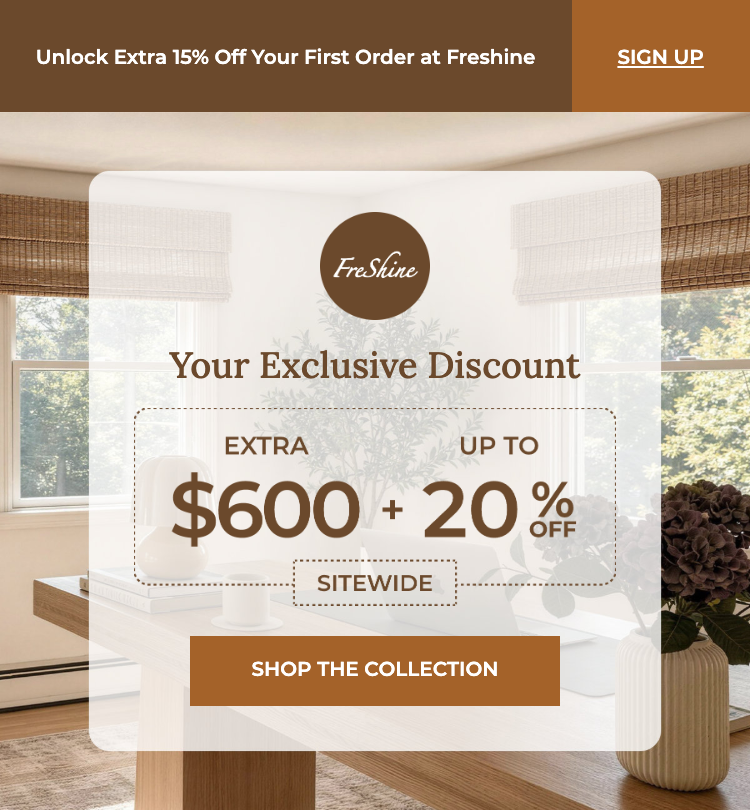 Unlock Extra 15% Off Your First Order at Freshine
SIGN UP
FreShine
Your Exclusive Discount
EXTRA
$600
+
UP TO
20% OFF
SITEWIDE
SHOP THE COLLECTION